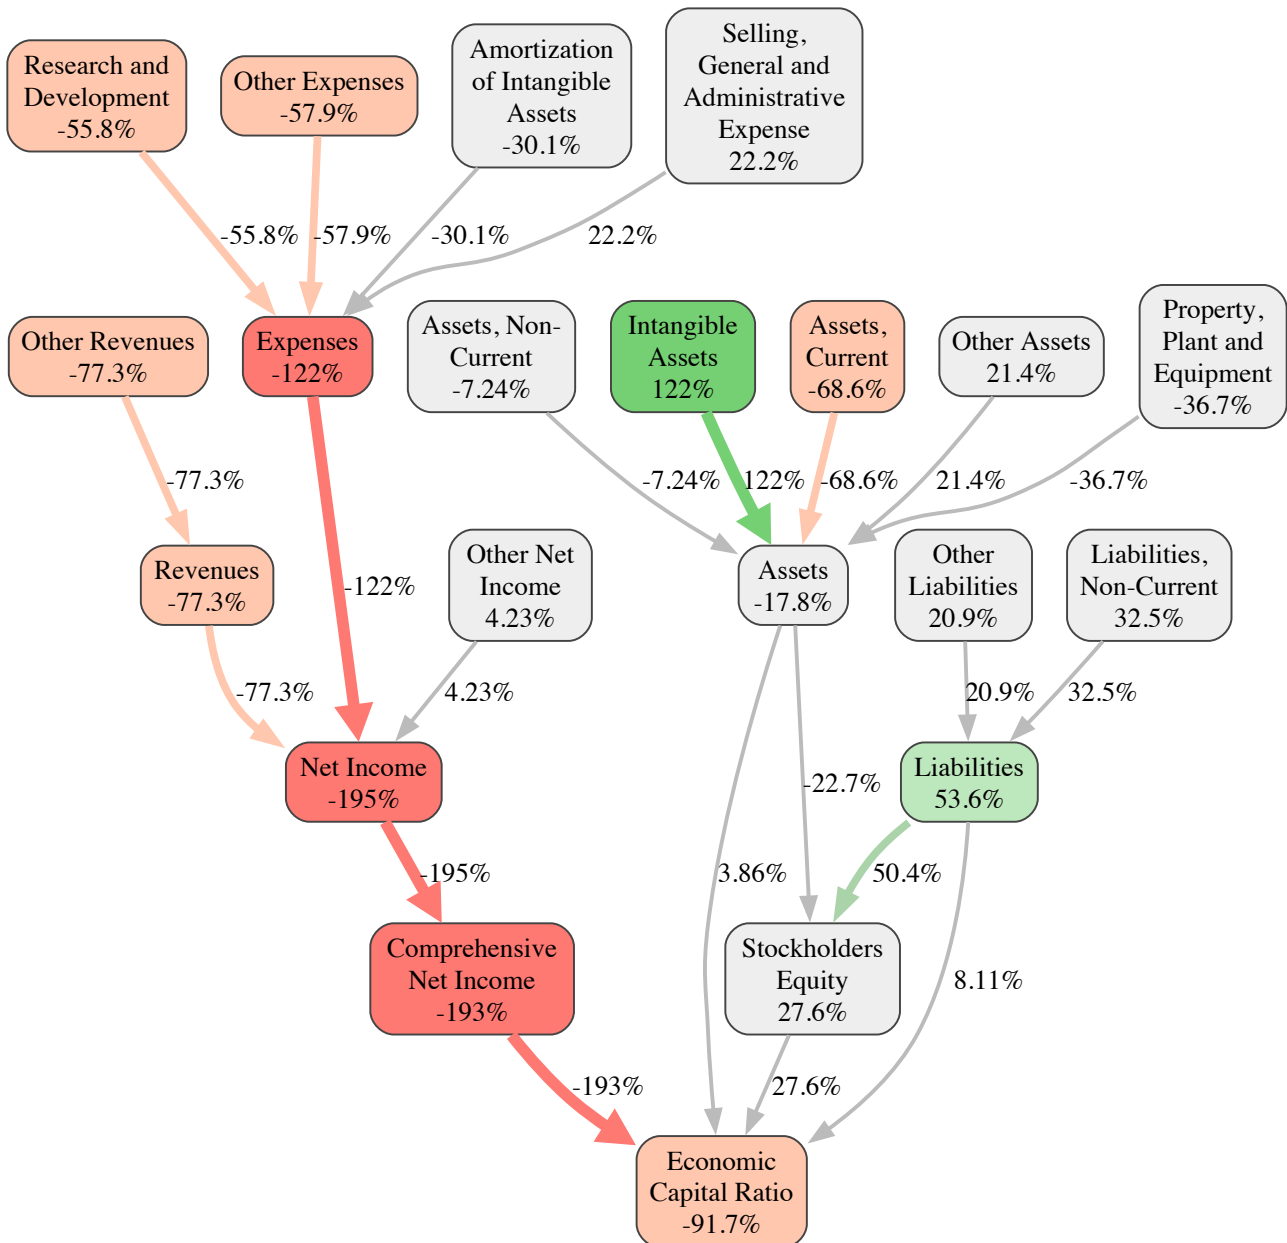 Research and
Development
-55.8%
Other Expenses
-57.9%
Amortization
of Intangible
Assets
-30.1%
Selling,
General and
Administrative
Expense
22.2%
-55.8%
-57.9%
-30.1%
22.2%
Other Revenues
-77.3%
Expenses
-122%
Assets, Non-
Current
-7.24%
Intangible
Assets
122%
Assets,
Current
-68.6%
Other Assets
21.4%
Property,
Plant and
Equipment
-36.7%
-77.3%
-7.24%
122%
-68.6%
21.4%
-36.7%
Revenues
-77.3%
-122%
Other Net
Income
4.23%
Assets
-17.8%
Other
Liabilities
20.9%
Liabilities,
Non-Current
32.5%
-77.3%
4.23%
20.9%
32.5%
Net Income
-195%
-22.7%
Liabilities
53.6%
-195%
3.86%
50.4%
Comprehensive
Net Income
-193%
Stockholders
Equity
27.6%
8.11%
-193%
27.6%
Economic
Capital Ratio
-91.7%